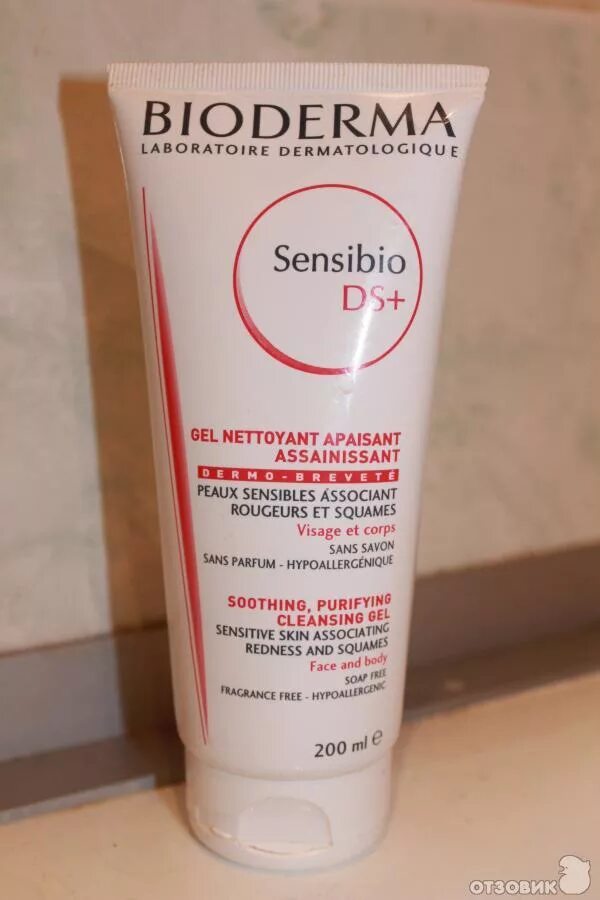 BIODERMA
LABORATOIRE DERMATOLOGIQUE
Sensibio
DS+
GEL NETTOYANT APAISANT
ASSAINISSANT
DERMO-BREVETÉ
PEAUX SENSIBLES ASSOCIANT
ROUGEURS ET SQUAMES
Visage et corps
SANS SAVON
SANS PARFUM - HYPOALLERGÉNIQUE
SOOTHING, PURIFYING
CLEANSING GEL
SENSITIVE SKIN ASSOCIATING
REDNESS AND SQUAMES
Face and body
SOAP FREE
FRAGRANCE FREE - HYPOALLERGENIC
200 ml e
ОТЗОВИК